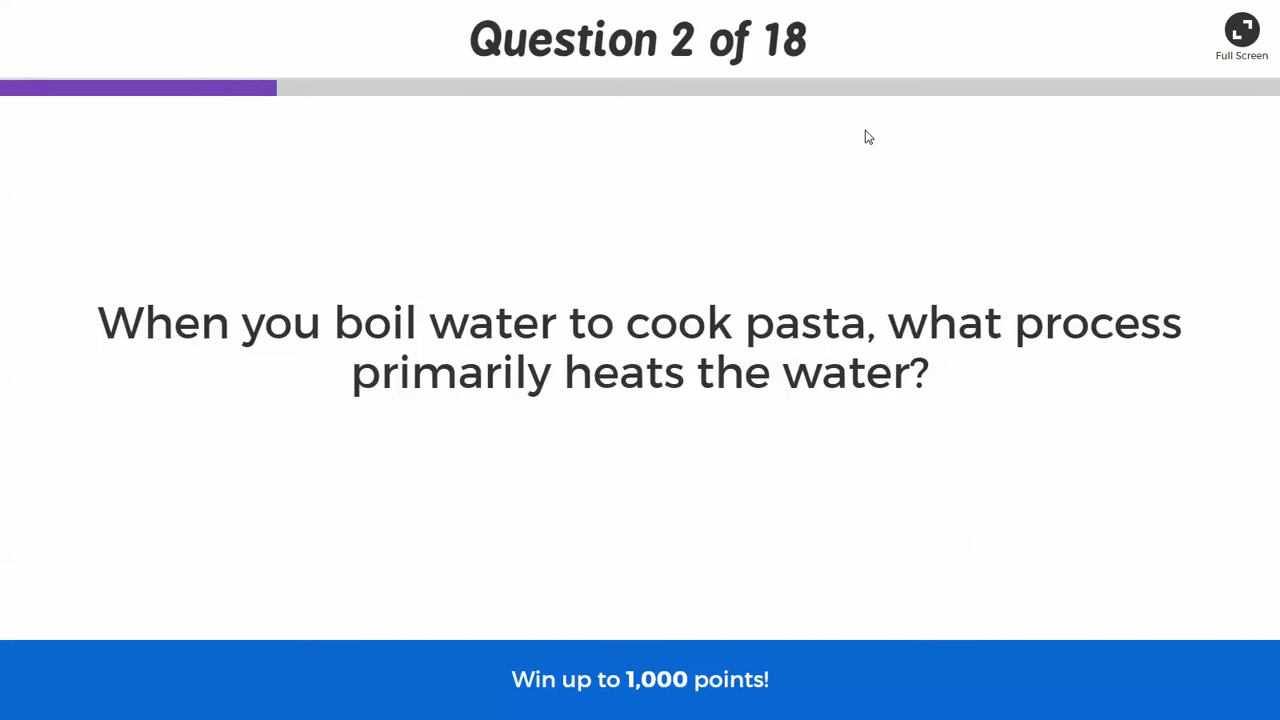 Question 2 of 18
Full Screen
When you boil water to cook pasta, what process
primarily heats the water?
Win up to 1,000 points!